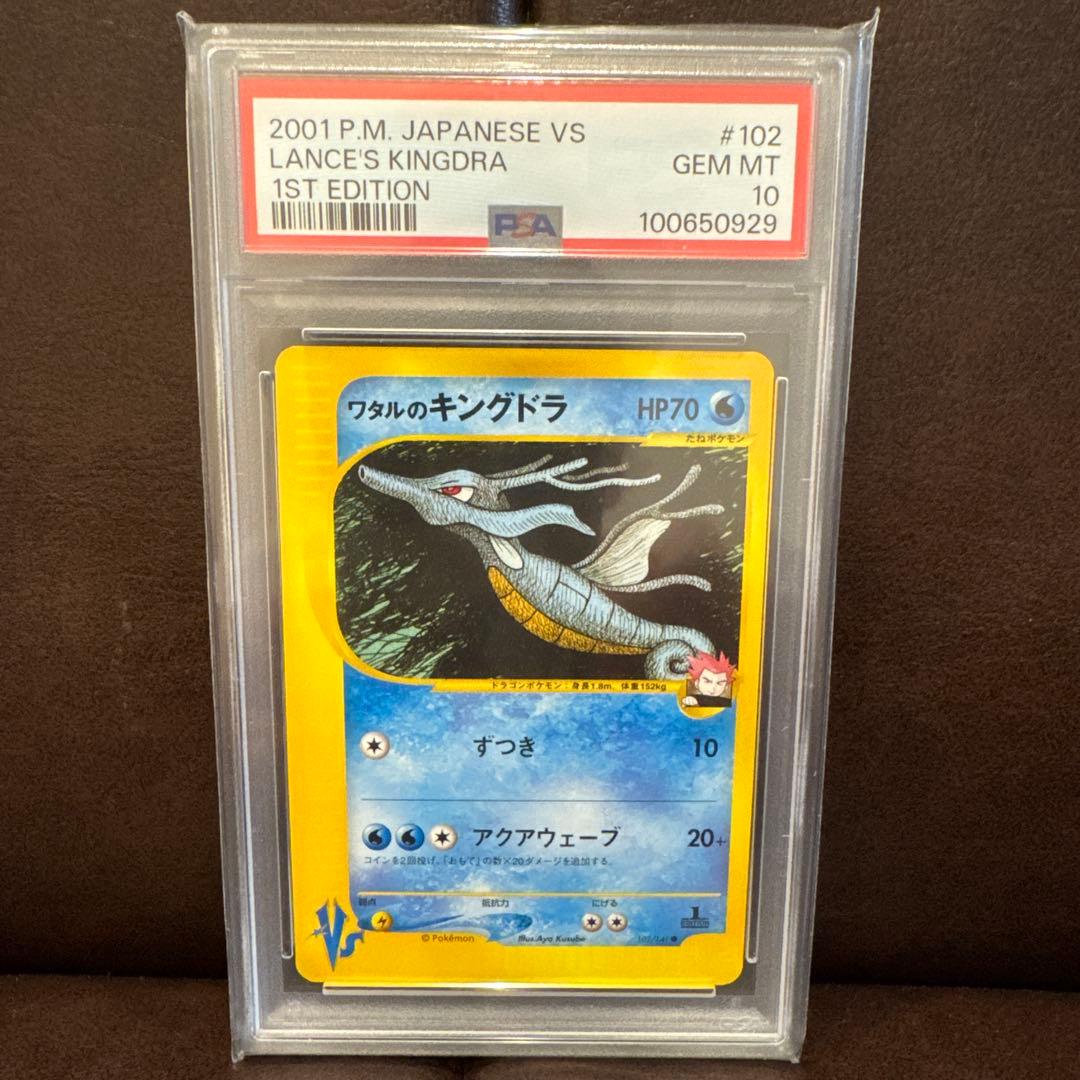 2001 P.M. JAPANESE VS #102
LANCE'S KINGDRA GEM MT
1ST EDITION 10
PSA 100650929
ワタルのキングドラ HP70
たねポケモン
ドラゴンポケモン：身長1.8m、体重152kg
ずつき 10
アクアウェーブ 20+
コインを2回投げ、「おもて」の数×20ダメージを追加する。
弱点 抵抗力 にげる
1
EDITION
VS
© Pokémon Illus.Aya Kusube 102/141